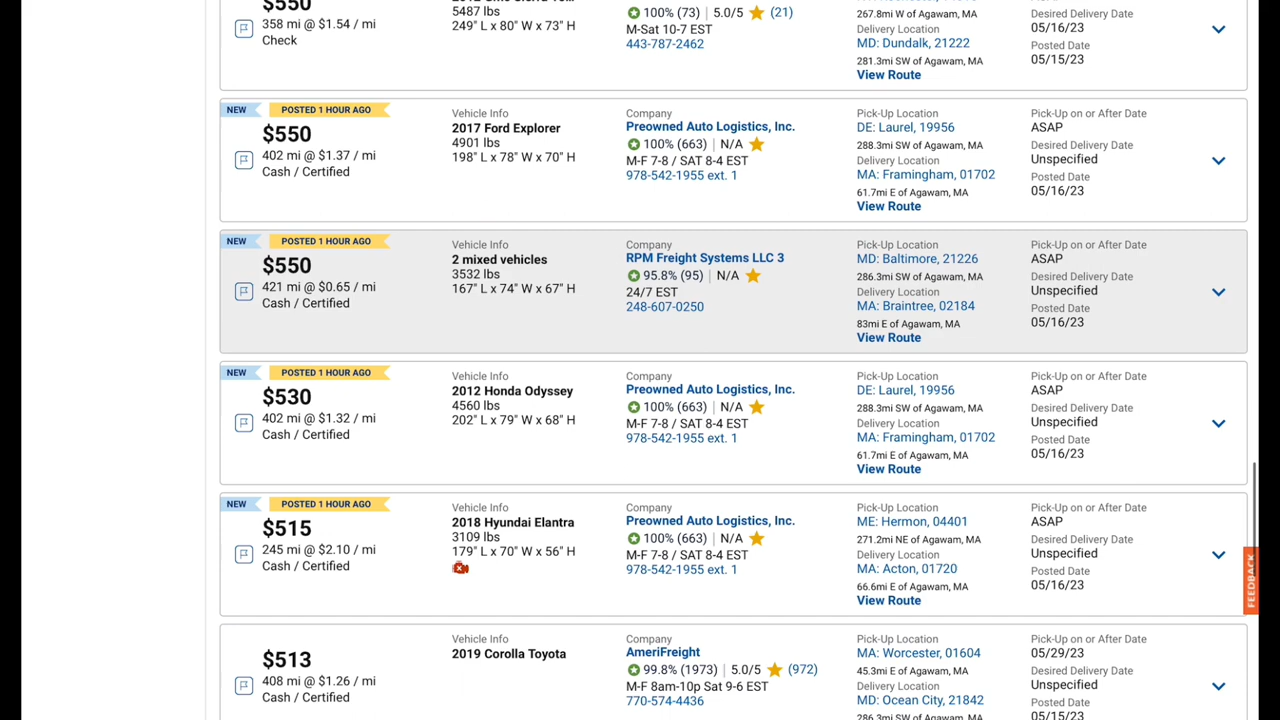 $550
358 mi @ $1.54 / mi
Check
5487 lbs
249" L x 80" W x 73" H
100% (73) | 5.0/5 (21)
M-Sat 10-7 EST
443-787-2462
267.8mi W of Agawam, MA
Delivery Location
MD: Dundalk, 21222
281.3mi SW of Agawam, MA
View Route
Desired Delivery Date
05/16/23
Posted Date
05/15/23
NEW
POSTED 1 HOUR AGO
$550
402 mi @ $1.37 / mi
Cash / Certified
Vehicle Info
2017 Ford Explorer
4901 lbs
198" L x 78" W x 70" H
Company
Preowned Auto Logistics, Inc.
100% (663) | N/A
M-F 7-8 / SAT 8-4 EST
978-542-1955 ext. 1
Pick-Up Location
DE: Laurel, 19956
288.3mi SW of Agawam, MA
Delivery Location
MA: Framingham, 01702
61.7mi E of Agawam, MA
View Route
Pick-Up on or After Date
ASAP
Desired Delivery Date
Unspecified
Posted Date
05/16/23
NEW
POSTED 1 HOUR AGO
$550
421 mi @ $0.65 / mi
Cash / Certified
Vehicle Info
2 mixed vehicles
3532 lbs
167" L x 74" W x 67" H
Company
RPM Freight Systems LLC 3
95.8% (95) | N/A
24/7 EST
248-607-0250
Pick-Up Location
MD: Baltimore, 21226
286.3mi SW of Agawam, MA
Delivery Location
MA: Braintree, 02184
83mi E of Agawam, MA
View Route
Pick-Up on or After Date
ASAP
Desired Delivery Date
Unspecified
Posted Date
05/16/23
NEW
POSTED 1 HOUR AGO
$530
402 mi @ $1.32 / mi
Cash / Certified
Vehicle Info
2012 Honda Odyssey
4560 lbs
202" L x 79" W x 68" H
Company
Preowned Auto Logistics, Inc.
100% (663) | N/A
M-F 7-8 / SAT 8-4 EST
978-542-1955 ext. 1
Pick-Up Location
DE: Laurel, 19956
288.3mi SW of Agawam, MA
Delivery Location
MA: Framingham, 01702
61.7mi E of Agawam, MA
View Route
Pick-Up on or After Date
ASAP
Desired Delivery Date
Unspecified
Posted Date
05/16/23
NEW
POSTED 1 HOUR AGO
$515
245 mi @ $2.10 / mi
Cash / Certified
Vehicle Info
2018 Hyundai Elantra
3109 lbs
179" L x 70" W x 56" H
Company
Preowned Auto Logistics, Inc.
100% (663) | N/A
M-F 7-8 / SAT 8-4 EST
978-542-1955 ext. 1
Pick-Up Location
ME: Hermon, 04401
271.2mi NE of Agawam, MA
Delivery Location
MA: Acton, 01720
66.6mi E of Agawam, MA
View Route
Pick-Up on or After Date
ASAP
Desired Delivery Date
Unspecified
Posted Date
05/16/23
FEEDBACK
$513
408 mi @ $1.26 / mi
Cash / Certified
Vehicle Info
2019 Corolla Toyota
Company
AmeriFreight
99.8% (1973) | 5.0/5 (972)
M-F 8am-10p Sat 9-6 EST
770-574-4436
Pick-Up Location
MA: Worcester, 01604
45.3mi E of Agawam, MA
Delivery Location
MD: Ocean City, 21842
286.3mi SW of Agawam, MA
Pick-Up on or After Date
05/29/23
Desired Delivery Date
Unspecified
Posted Date
05/15/23